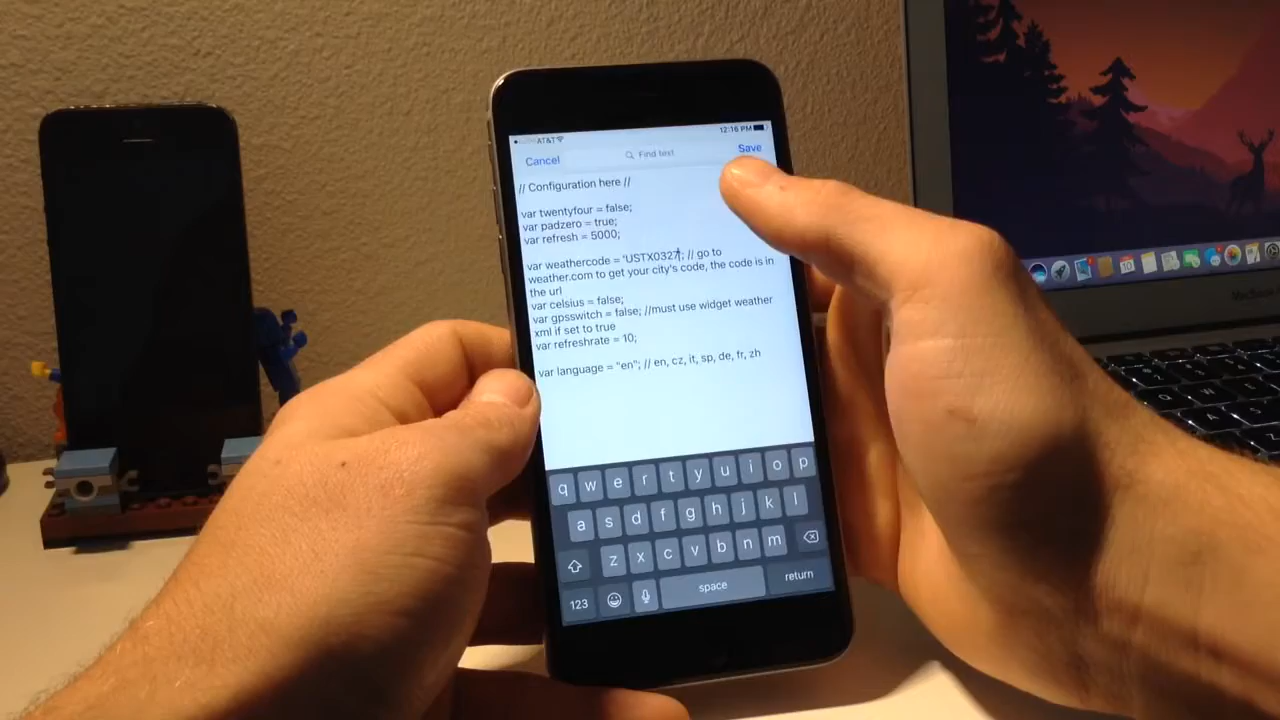 AT&T
12:16 PM
Cancel
Find text
Save
// Configuration here //
var twentyfour = false;
var padzero = true;
var refresh = 5000;
var weathercode = 'USTX0327; // go to
weather.com to get your city's code, the code is in
the url
var celsius = false;
var gpsswitch = false; //must use widget weather
xml if set to true
var refreshrate = 10;
var language = "en"; // en, cz, it, sp, de, fr, zh
q w e r t y u i o p
a s d f g h j k l
z x c v b n m
123
space
return